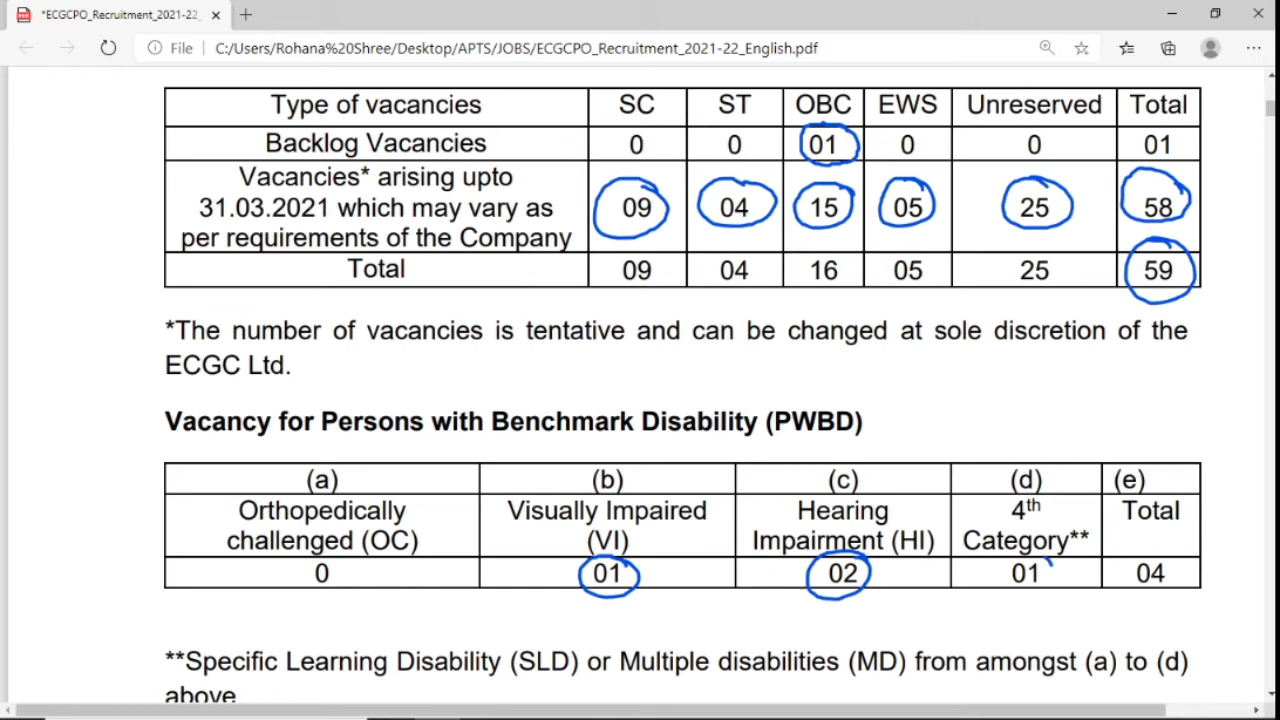 *ECGCPO_Recruitment_2021-22_
File C:/Users/Rohana%20Shree/Desktop/APTS/JOBS/ECGCPO_Recruitment_2021-22_English.pdf
Type of vacancies SC ST OBC EWS Unreserved Total
Backlog Vacancies 0 0 01 0 0 01
Vacancies* arising upto
31.03.2021 which may vary as 09 04 15 05 25 58
per requirements of the Company
Total 09 04 16 05 25 59
*The number of vacancies is tentative and can be changed at sole discretion of the
ECGC Ltd.
Vacancy for Persons with Benchmark Disability (PWBD)
(a) (b) (c) (d) (e)
Orthopedically Visually Impaired Hearing 4th Total
challenged (OC) (VI) Impairment (HI) Category**
0 01 02 01 04
**Specific Learning Disability (SLD) or Multiple disabilities (MD) from amongst (a) to (d)
above